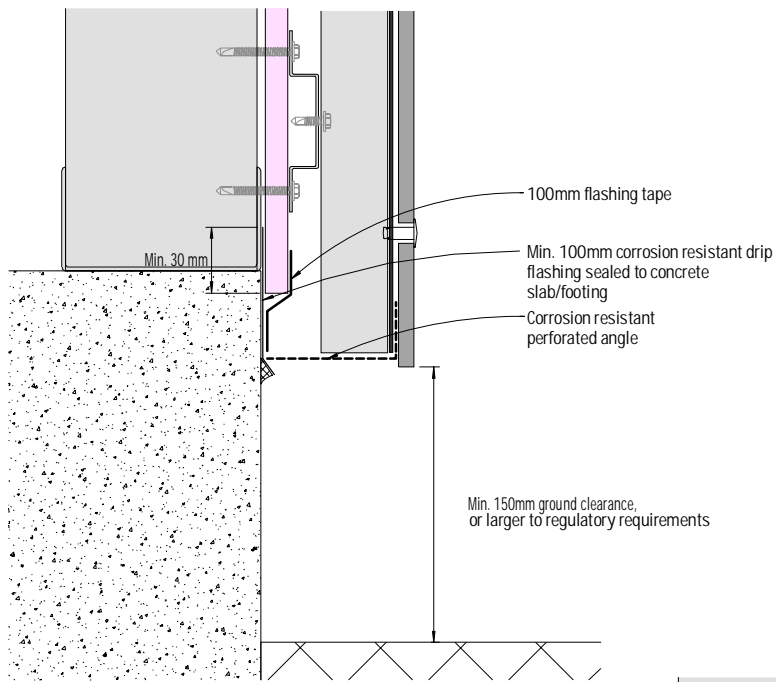 100mm flashing tape
Min. 30 mm
Min. 100mm corrosion resistant drip
flashing sealed to concrete
slab/footing
Corrosion resistant
perforated angle
Min. 150mm ground clearance,
or larger to regulatory requirements